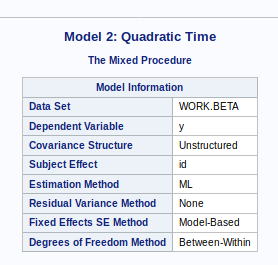 Model 2: Quadratic Time
The Mixed Procedure
Model Information
Data Set WORK.BETA
Dependent Variable y
Covariance Structure Unstructured
Subject Effect id
Estimation Method ML
Residual Variance Method None
Fixed Effects SE Method Model-Based
Degrees of Freedom Method Between-Within